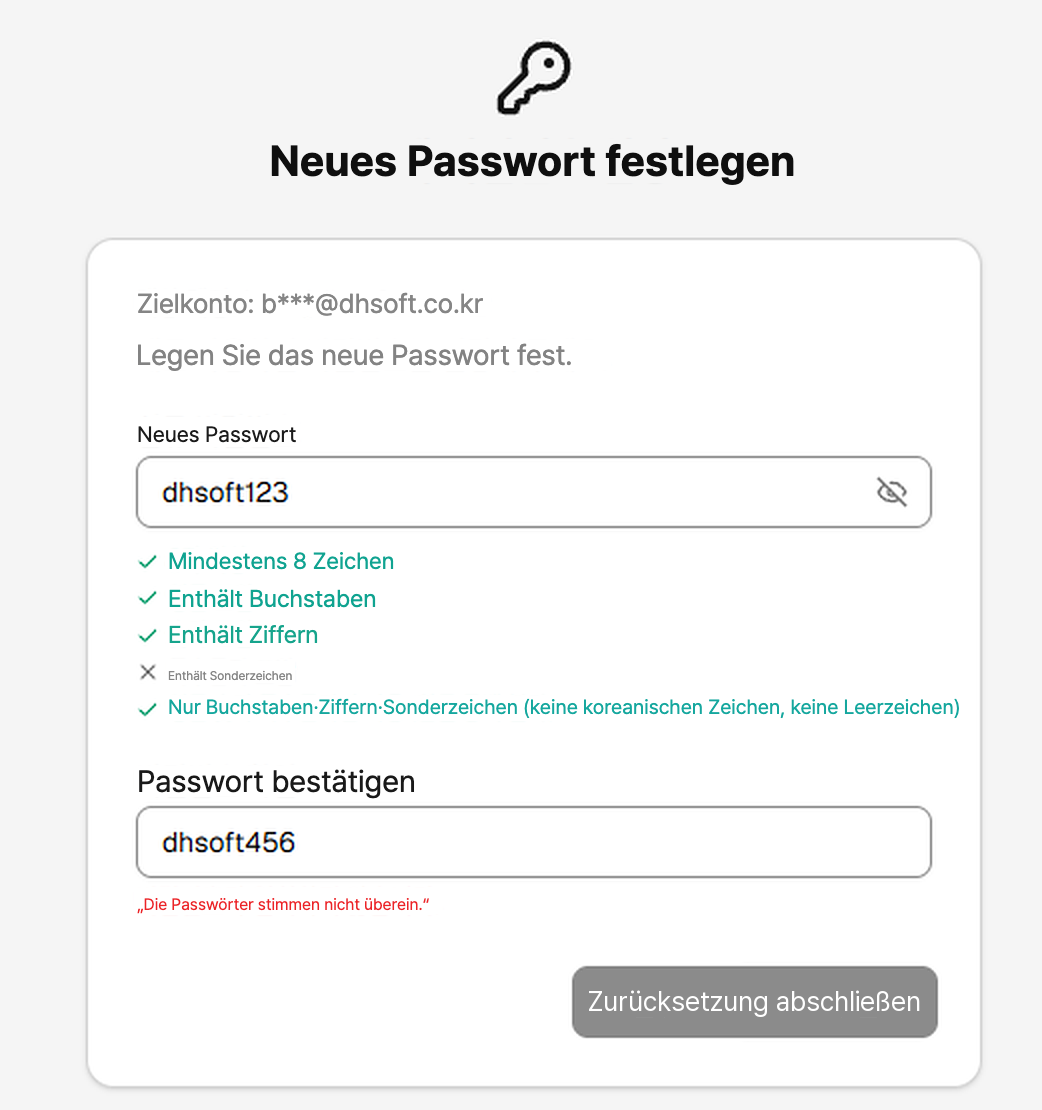 Neues Passwort festlegen
Zielkonto: b***@dhsoft.co.kr
Legen Sie das neue Passwort fest.
Neues Passwort
dhsoft123
Mindestens 8 Zeichen
Enthält Buchstaben
Enthält Ziffern
Enthält Sonderzeichen
Nur Buchstaben·Ziffern·Sonderzeichen (keine koreanischen Zeichen, keine Leerzeichen)
Passwort bestätigen
dhsoft456
„Die Passwörter stimmen nicht überein.“
Zurücksetzung abschließen